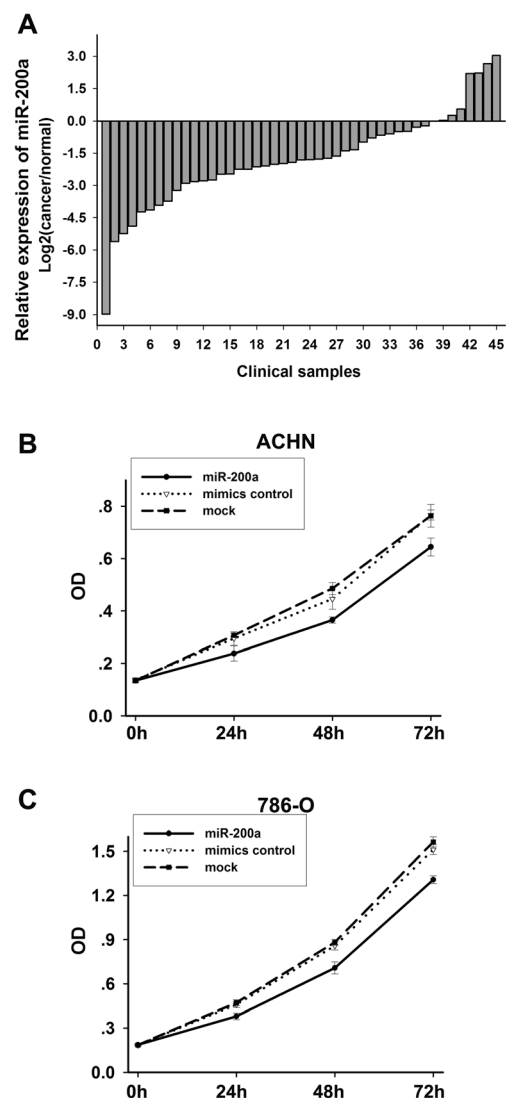 A
Relative expression of miR-200a
Log2(cancer/normal)
3.0
1.5
0.0
-1.5
-3.0
-4.5
-6.0
-7.5
-9.0
0 3 6 9 12 15 18 21 24 27 30 33 36 39 42 45
Clinical samples
B
ACHN
miR-200a
mimics control
mock
OD
.8
.6
.4
.2
0.0
0h 24h 48h 72h
C
786-O
miR-200a
mimics control
mock
OD
1.5
1.2
.9
.6
.3
0.0
0h 24h 48h 72h